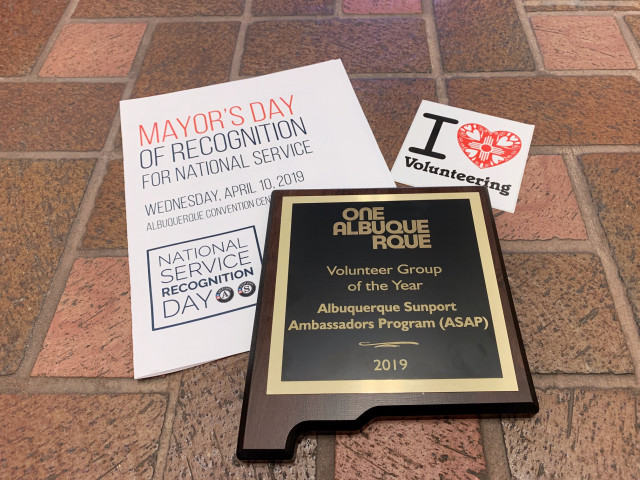 MAYOR'S DAY
OF RECOGNITION
FOR NATIONAL SERVICE
WEDNESDAY, APRIL 10, 2019
ALBUQUERQUE CONVENTION
NATIONAL
SERVICE
RECOGNITION
DAY
I
Volunteering
ONE
ALBUQUE
RQUE
Volunteer Group
of the Year
Albuquerque Sunport
Ambassadors Program (ASAP)
2019